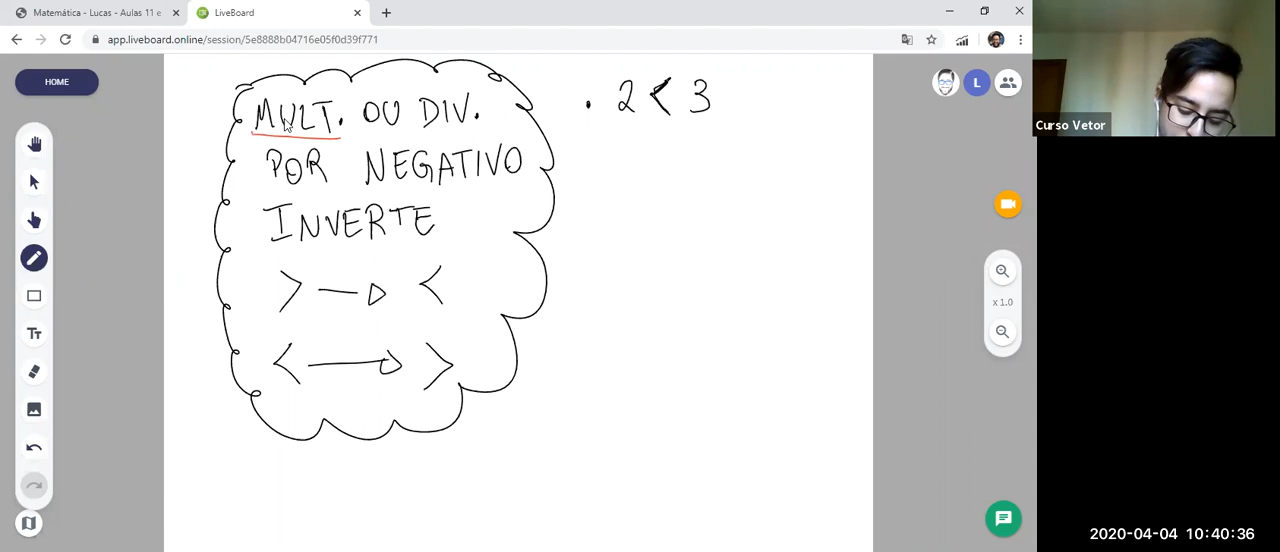 Matemática - Lucas - Aulas 11 e
LiveBoard
app.liveboard.online/session/5e8888b04716e05f0d39f771
HOME
L
MULT. OU DIV.
POR NEGATIVO
INVERTE
> → <
< → >
. 2 < 3
Tт
x 1.0
Curso Vetor
2020-04-04 10:40:36